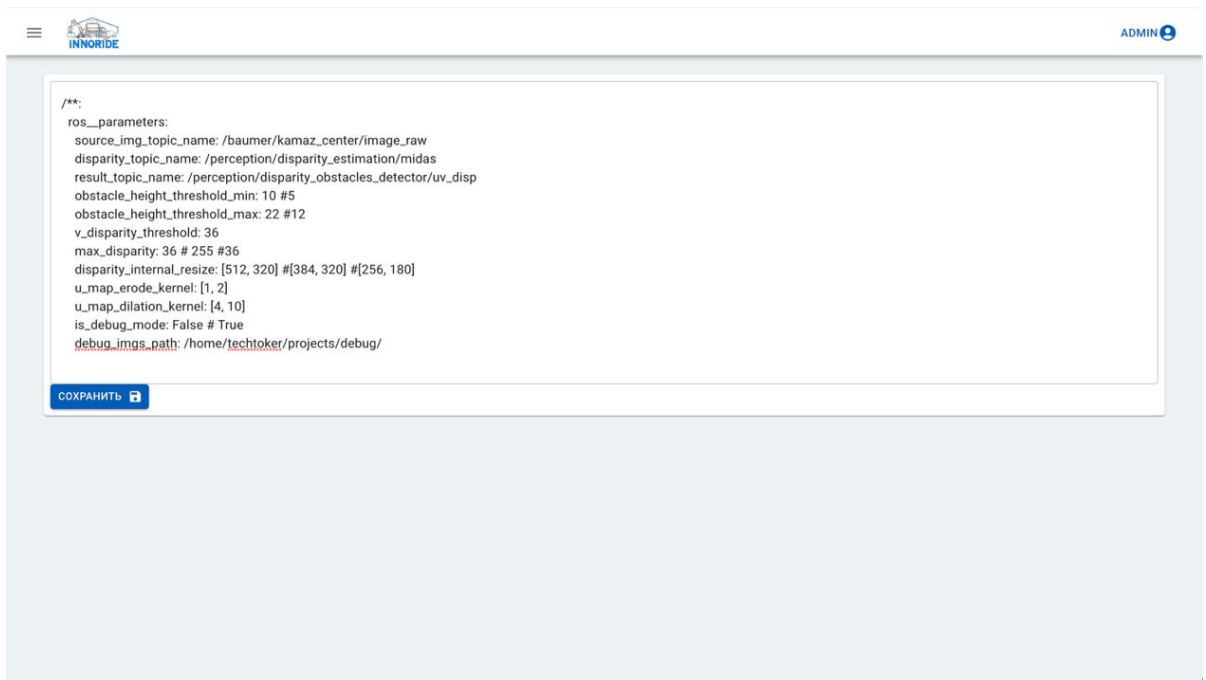 INNORIDE
ADMIN
/**:
ros__parameters:
source_img_topic_name: /baumer/kamaz_center/image_raw
disparity_topic_name: /perception/disparity_estimation/midas
result_topic_name: /perception/disparity_obstacles_detector/uv_disp
obstacle_height_threshold_min: 10 #5
obstacle_height_threshold_max: 22 #12
v_disparity_threshold: 36
max_disparity: 36 # 255 #36
disparity_internal_resize: [512, 320] #[384, 320] #[256, 180]
u_map_erode_kernel: [1, 2]
u_map_dilation_kernel: [4, 10]
is_debug_mode: False # True
debug_imgs_path: /home/techtoker/projects/debug/
СОХРАНИТЬ